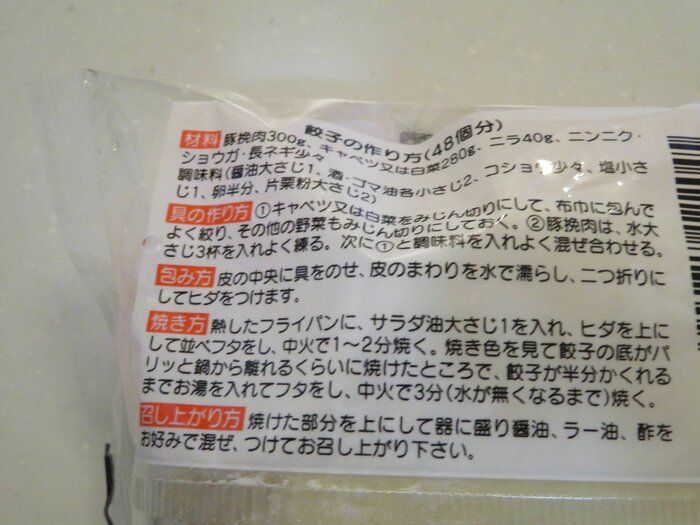 餃子の作り方(48個分)
材料 豚挽肉300g、キャベツ又は白菜280g、ニラ40g、ニンニク・
ショウガ・長ネギ少々
調味料(醤油大さじ1、酒・ゴマ油各小さじ2、コショウ少々、塩小さ
じ1、卵半分、片栗粉大さじ2)
具の作り方 ①キャベツ又は白菜をみじん切りにして、布巾に包んで
よく絞り、その他の野菜もみじん切りにしておく。②豚挽肉は、水大
さじ3杯を入れよく練る。次に①と調味料を入れよく混ぜ合わせる。
包み方 皮の中央に具をのせ、皮のまわりを水で濡らし、二つ折りに
してヒダをつけます。
焼き方 熱したフライパンに、サラダ油大さじ1を入れ、ヒダを上に
して並べフタをし、中火で1~2分焼く。焼き色を見て餃子の底がパ
リッと鍋から離れるくらいに焼けたところで、餃子が半分かくれる
までお湯を入れてフタをし、中火で3分(水が無くなるまで)焼く。
召し上がり方 焼けた部分を上にして器に盛り醤油、ラー油、酢を
お好みで混ぜ、つけてお召し上がり下さい。